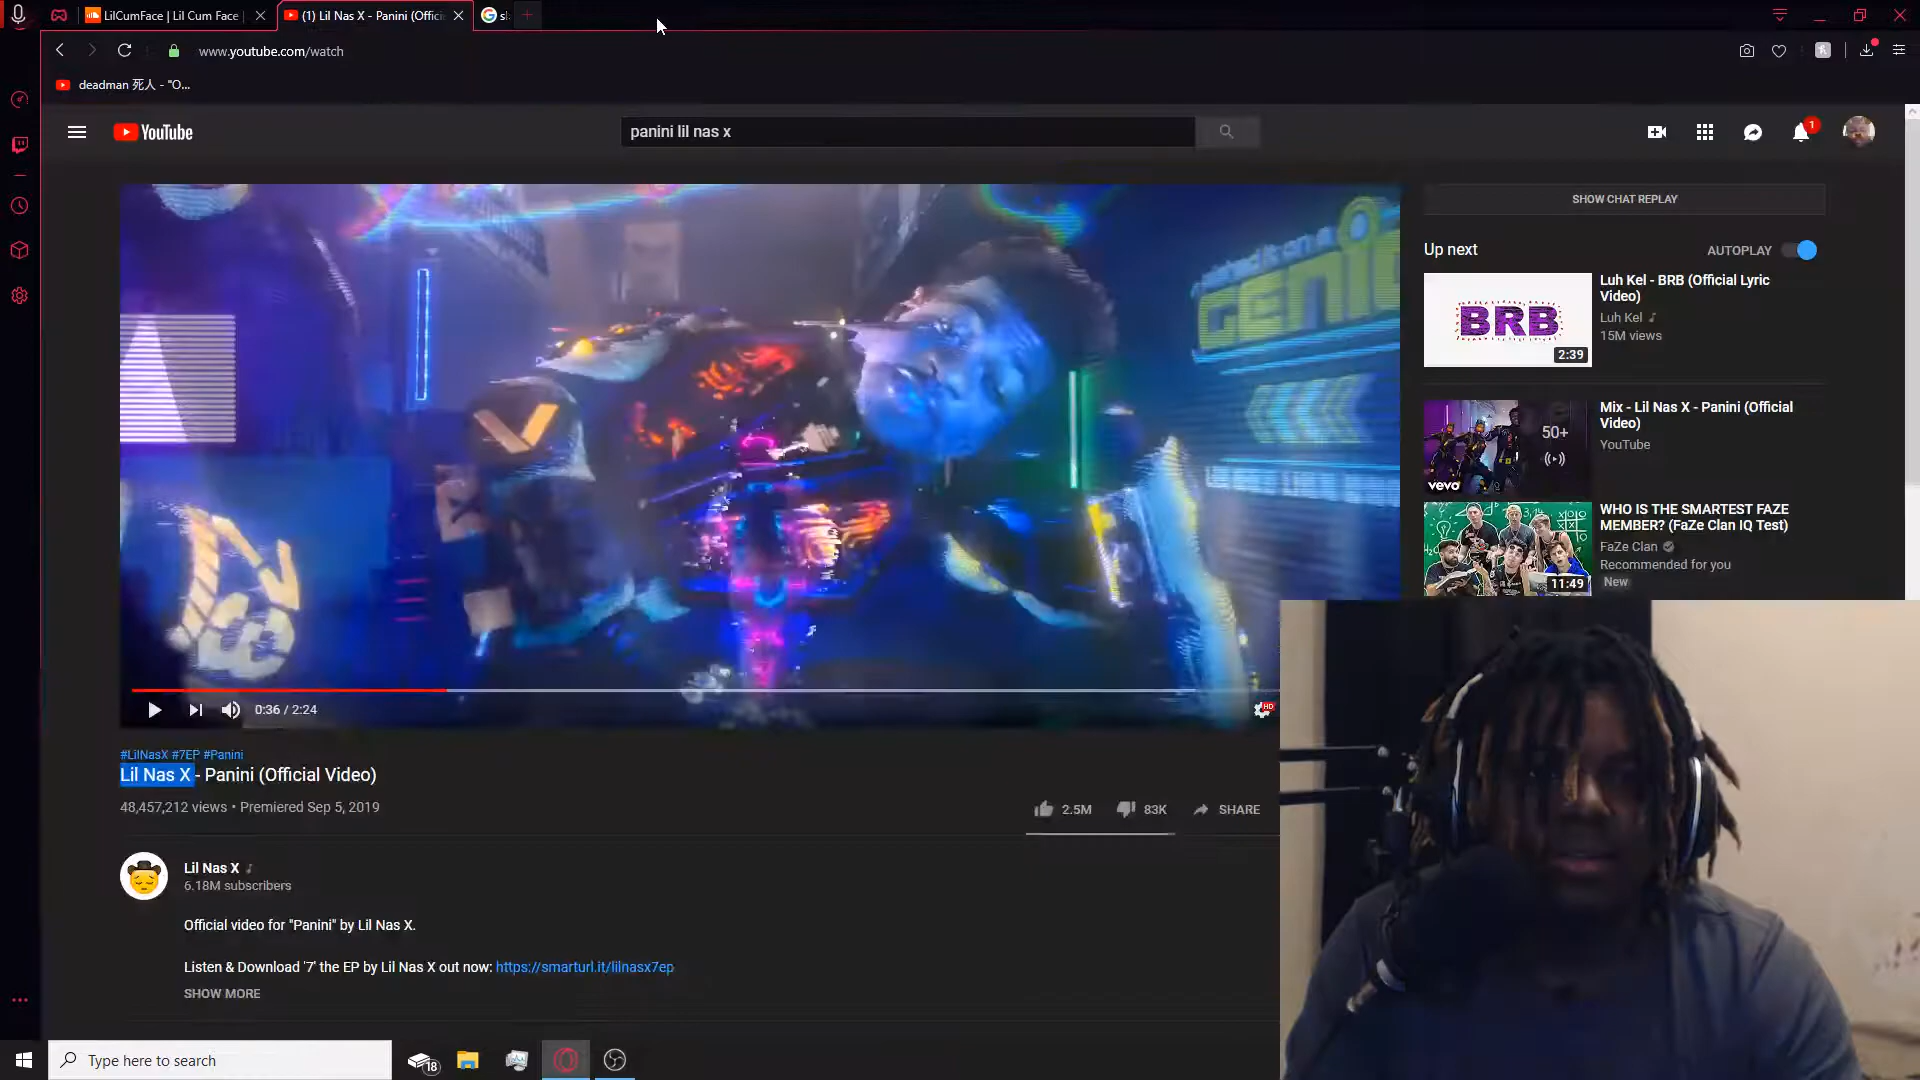 LilCumFace | Lil Cum Face
(1) Lil Nas X - Panini (Offici
www.youtube.com/watch
deadman 死人 - "O...
YouTube
panini lil nas x
1
SHOW CHAT REPLAY
Up next
AUTOPLAY
BRB
2:39
Luh Kel - BRB (Official Lyric
Video)
Luh Kel
15M views
50+
vevo
Mix - Lil Nas X - Panini (Official
Video)
YouTube
11:49
WHO IS THE SMARTEST FAZE
MEMBER? (FaZe Clan IQ Test)
FaZe Clan
Recommended for you
New
0:36 / 2:24
HD
#LilNasX #7EP #Panini
Lil Nas X - Panini (Official Video)
48,457,212 views • Premiered Sep 5, 2019
2.5M
83K
SHARE
Lil Nas X
6.18M subscribers
Official video for "Panini" by Lil Nas X.
Listen & Download '7' the EP by Lil Nas X out now: https://smarturl.it/lilnasx7ep
SHOW MORE
Type here to search
18